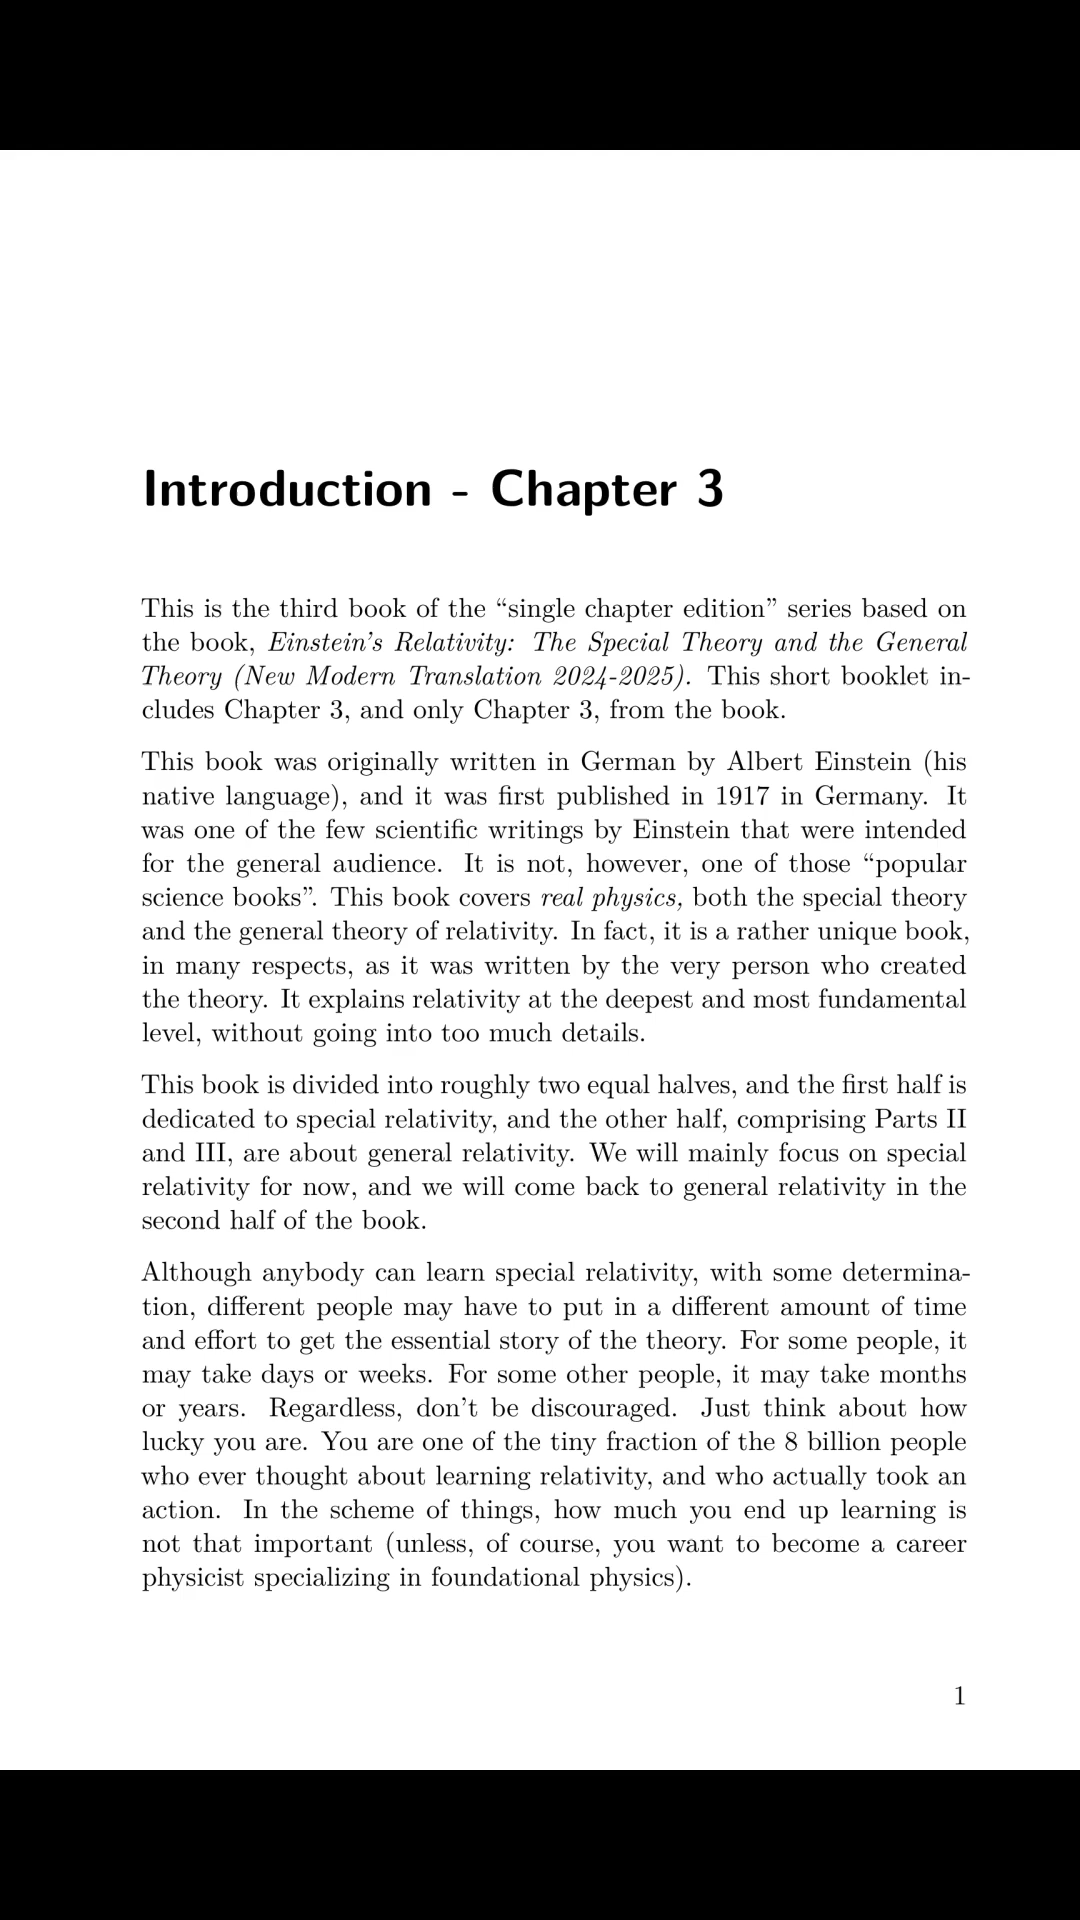 Introduction - Chapter 3
This is the third book of the “single chapter edition” series based on
the book, Einstein’s Relativity: The Special Theory and the General
Theory (New Modern Translation 2024-2025). This short booklet in-
cludes Chapter 3, and only Chapter 3, from the book.
This book was originally written in German by Albert Einstein (his
native language), and it was first published in 1917 in Germany. It
was one of the few scientific writings by Einstein that were intended
for the general audience. It is not, however, one of those “popular
science books”. This book covers real physics, both the special theory
and the general theory of relativity. In fact, it is a rather unique book,
in many respects, as it was written by the very person who created
the theory. It explains relativity at the deepest and most fundamental
level, without going into too much details.
This book is divided into roughly two equal halves, and the first half is
dedicated to special relativity, and the other half, comprising Parts II
and III, are about general relativity. We will mainly focus on special
relativity for now, and we will come back to general relativity in the
second half of the book.
Although anybody can learn special relativity, with some determina-
tion, different people may have to put in a different amount of time
and effort to get the essential story of the theory. For some people, it
may take days or weeks. For some other people, it may take months
or years. Regardless, don’t be discouraged. Just think about how
lucky you are. You are one of the tiny fraction of the 8 billion people
who ever thought about learning relativity, and who actually took an
action. In the scheme of things, how much you end up learning is
not that important (unless, of course, you want to become a career
physicist specializing in foundational physics).
1